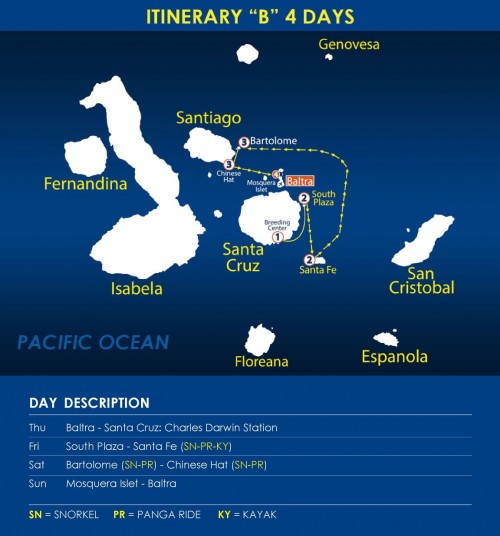 ITINERARY “B” 4 DAYS
Genovesa
Santiago
Bartolome
3
3
Chinese
Hat
Fernandina
Mosquera
Islet
4
Baltra
2
South
Plaza
Breeding
Center
1
Santa
Cruz
2
Santa Fe
Isabela
San
Cristobal
PACIFIC OCEAN
Floreana
Espanola
DAY DESCRIPTION
Thu Baltra - Santa Cruz: Charles Darwin Station
Fri South Plaza - Santa Fe (SN-PR-KY)
Sat Bartolome (SN-PR) - Chinese Hat (SN-PR)
Sun Mosquera Islet - Baltra
SN = SNORKEL PR = PANGA RIDE KY = KAYAK